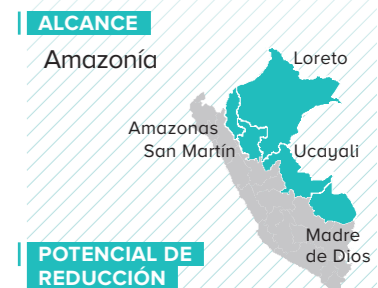 ALCANCE
Amazonía
Loreto
Amazonas
San Martín
Ucayali
Madre
de Dios
POTENCIAL DE
REDUCCIÓN